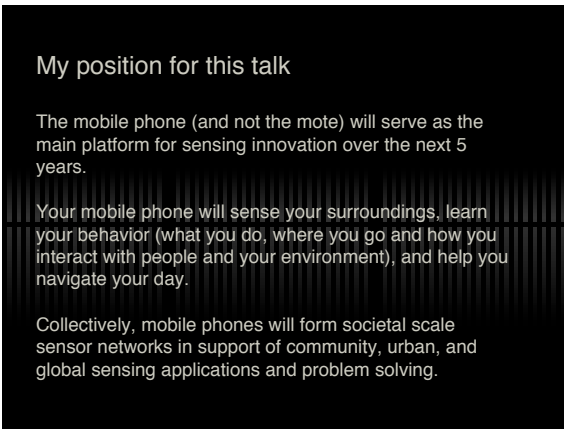 My position for this talk
The mobile phone (and not the mote) will serve as the
main platform for sensing innovation over the next 5
years.
Your mobile phone will sense your surroundings, learn
your behavior (what you do, where you go and how you
interact with people and your environment), and help you
navigate your day.
Collectively, mobile phones will form societal scale
sensor networks in support of community, urban, and
global sensing applications and problem solving.